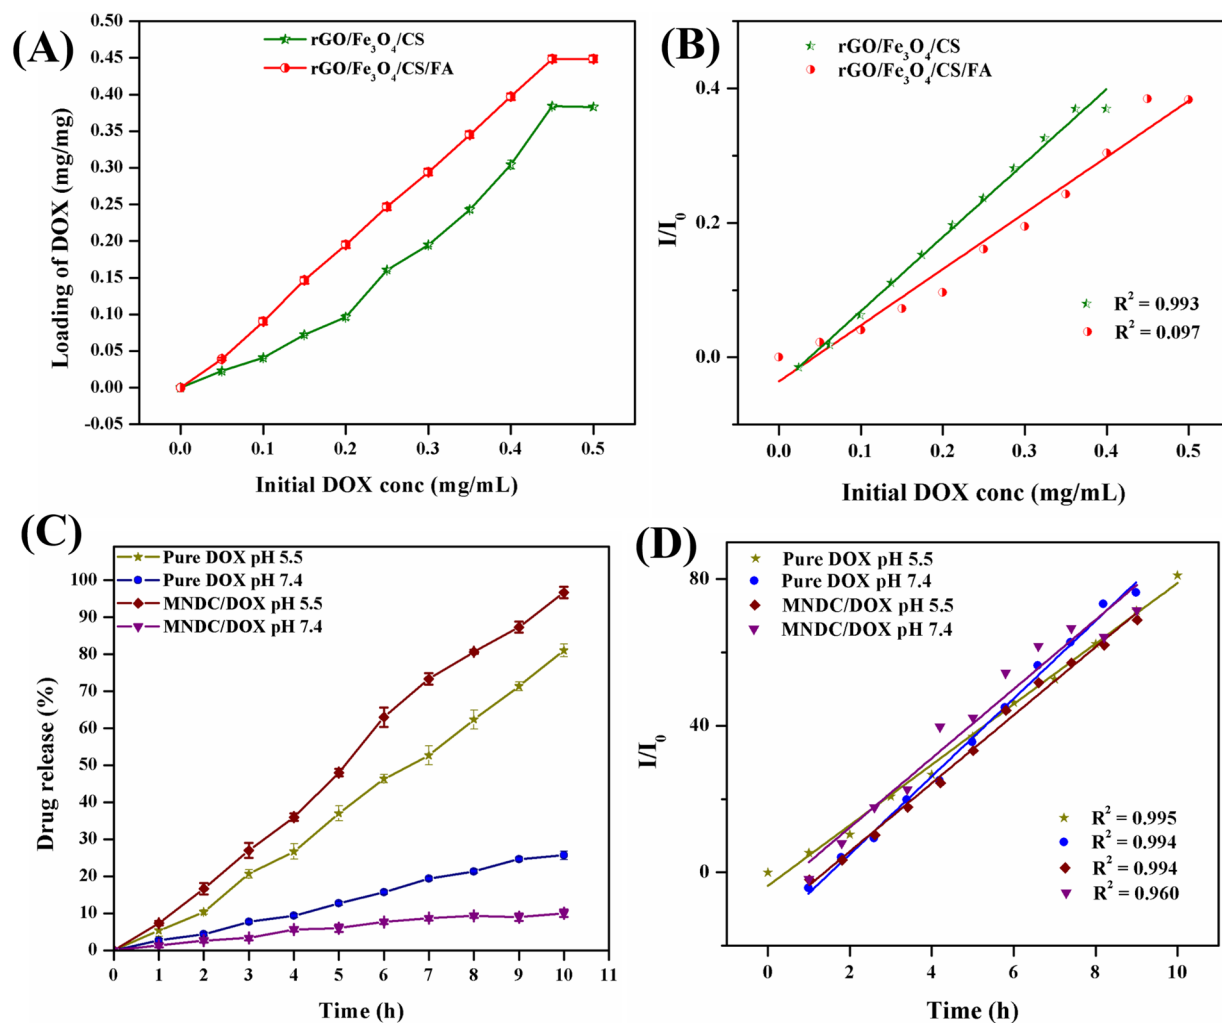 (A)
rGO/Fe₃O₄/CS
rGO/Fe₃O₄/CS/FA
Loading of DOX (mg/mg)
0.50
0.45
0.40
0.35
0.30
0.25
0.20
0.15
0.10
0.05
0.00
-0.05
0.0 0.1 0.2 0.3 0.4 0.5
Initial DOX conc (mg/mL)
(B)
rGO/Fe₃O₄/CS
rGO/Fe₃O₄/CS/FA
I/I₀
0.4
0.2
0.0
R² = 0.993
R² = 0.097
0.0 0.1 0.2 0.3 0.4 0.5
Initial DOX conc (mg/mL)
(C)
Pure DOX pH 5.5
Pure DOX pH 7.4
MNDC/DOX pH 5.5
MNDC/DOX pH 7.4
Drug release (%)
100
90
80
70
60
50
40
30
20
10
0
0 1 2 3 4 5 6 7 8 9 10 11
Time (h)
(D)
Pure DOX pH 5.5
Pure DOX pH 7.4
MNDC/DOX pH 5.5
MNDC/DOX pH 7.4
I/I₀
80
40
0
R² = 0.995
R² = 0.994
R² = 0.994
R² = 0.960
0 2 4 6 8 10
Time (h)